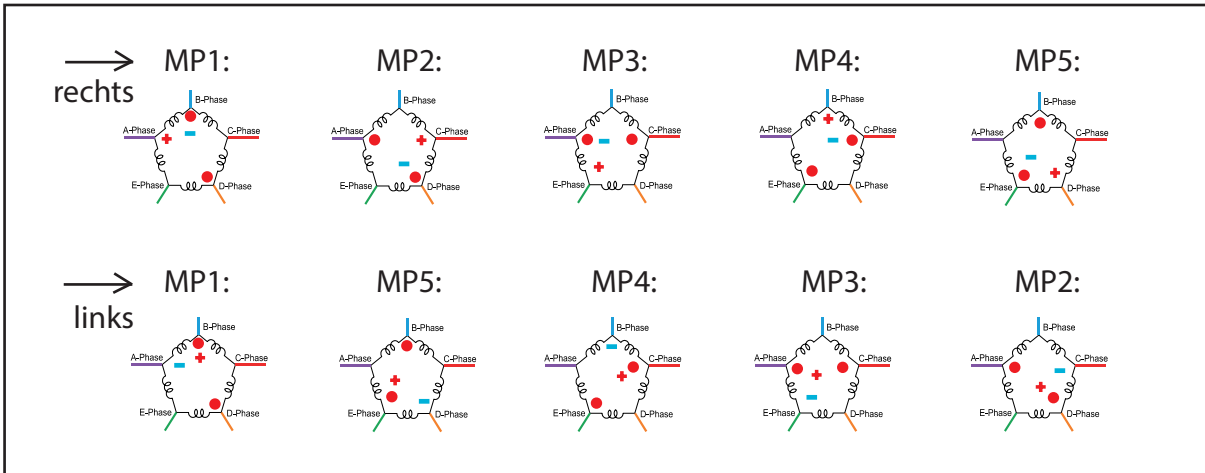 MP1: MP2: MP3: MP4: MP5:
rechts
B-Phase B-Phase B-Phase B-Phase B-Phase
A-Phase C-Phase A-Phase C-Phase A-Phase C-Phase A-Phase C-Phase A-Phase C-Phase
E-Phase D-Phase E-Phase D-Phase E-Phase D-Phase E-Phase D-Phase E-Phase D-Phase
MP1: MP5: MP4: MP3: MP2:
links
B-Phase B-Phase B-Phase B-Phase B-Phase
A-Phase C-Phase A-Phase C-Phase A-Phase C-Phase A-Phase C-Phase A-Phase C-Phase
E-Phase D-Phase E-Phase D-Phase E-Phase D-Phase E-Phase D-Phase E-Phase D-Phase